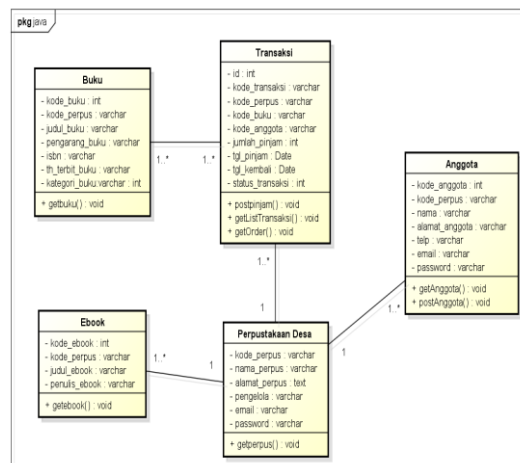 pkg java
Buku
- kode_buku : int
- kode_perpus : varchar
- judul_buku : varchar
- pengarang_buku : varchar
- isbn : varchar
- th_terbit_buku : varchar
- kategori_buku:varchar : int
+ getbuku() : void
1..*
1..*
Transaksi
- id : int
- kode_transaksi : varchar
- kode_perpus : varchar
- kode_buku : varchar
- kode_anggota : varchar
- jumlah_pinjam : int
- tgl_pinjam : Date
- tgl_kembali : Date
- status_transaksi : int
+ postpinjam() : void
+ getListTransaksi() : void
+ getOrder() : void
1..*
1
Anggota
- kode_anggota : int
- kode_perpus : varchar
- nama : varchar
- alamat_anggota : varchar
- telp : varchar
- email : varchar
- password : varchar
+ getAnggota() : void
+ postAnggota() : void
1..*
1
Ebook
- kode_ebook : int
- kode_perpus : varchar
- judul_ebook : varchar
- penulis_ebook : varchar
+ getebook() : void
1..*
1
Perpustakaan Desa
- kode_perpus : varchar
- nama_perpus : varchar
- alamat_perpus : text
- pengelola : varchar
- email : varchar
- password : varchar
+ getperpus() : void